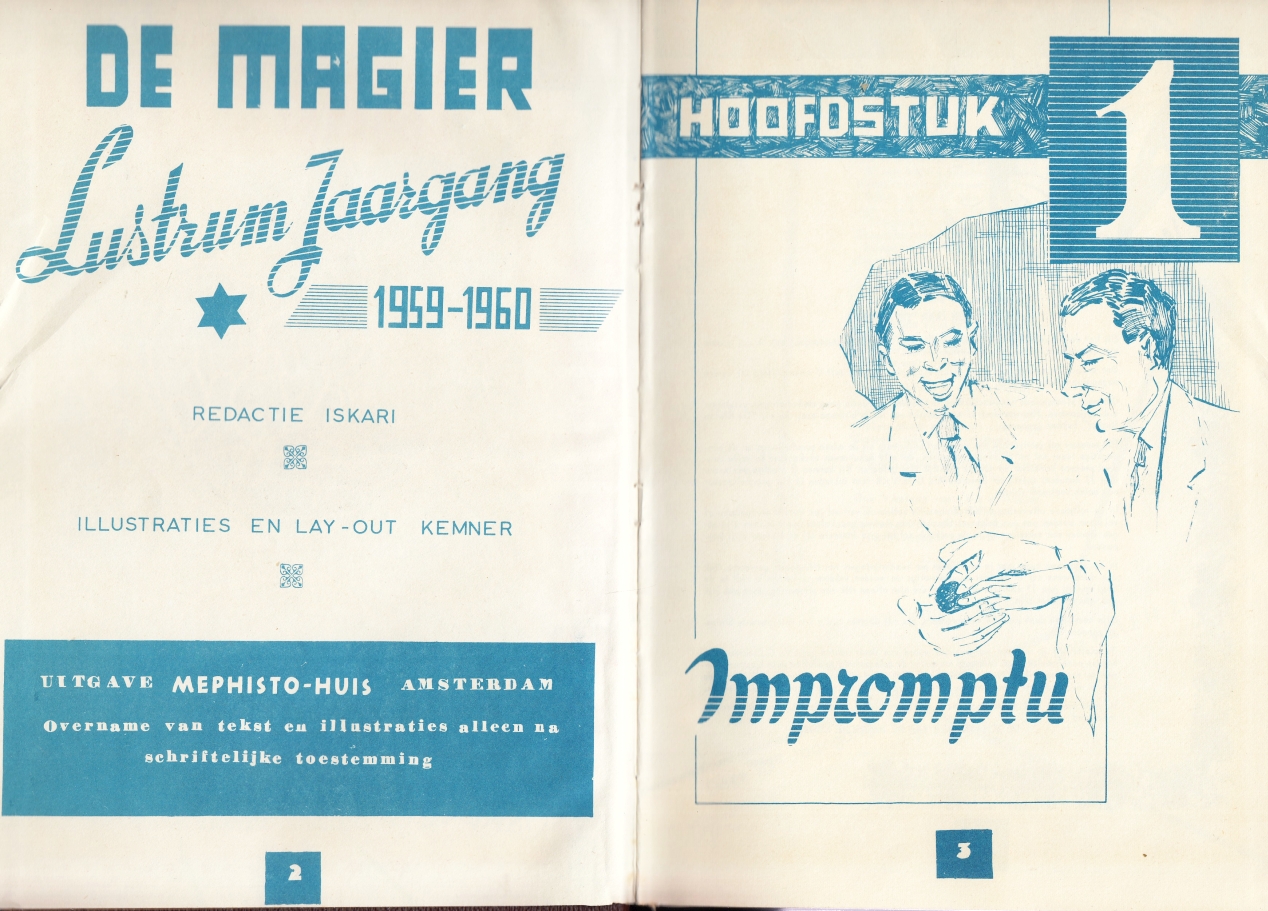 DE MAGIER
Lustrum Jaargang
1959-1960
REDACTIE ISKARI
ILLUSTRATIES EN LAY-OUT KEMNER
UITGAVE MEPHISTO-HUIS AMSTERDAM
Overname van tekst en illustraties alleen na
schriftelijke toestemming
2
HOOFDSTUK 1
Impromptu
3